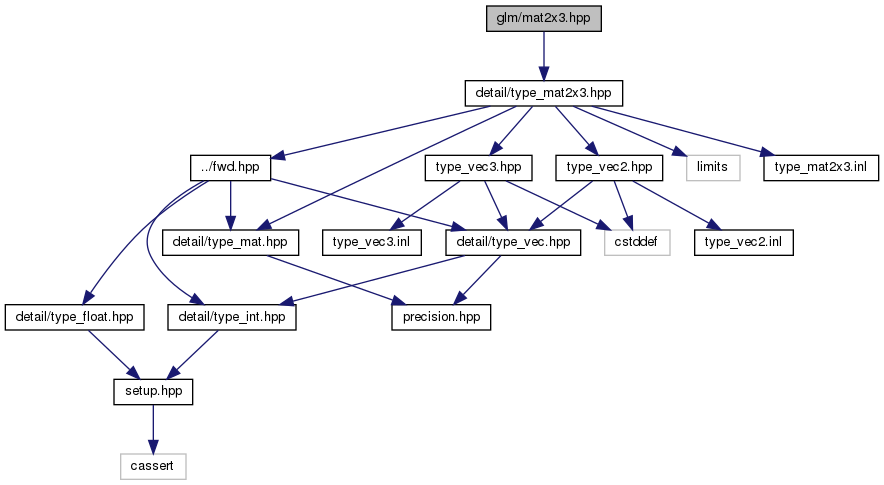 glm/mat2x3.hpp
detail/type_mat2x3.hpp
../fwd.hpp
type_vec3.hpp
type_vec2.hpp
limits
type_mat2x3.inl
detail/type_mat.hpp
type_vec3.inl
detail/type_vec.hpp
cstddef
type_vec2.inl
detail/type_float.hpp
detail/type_int.hpp
precision.hpp
setup.hpp
cassert